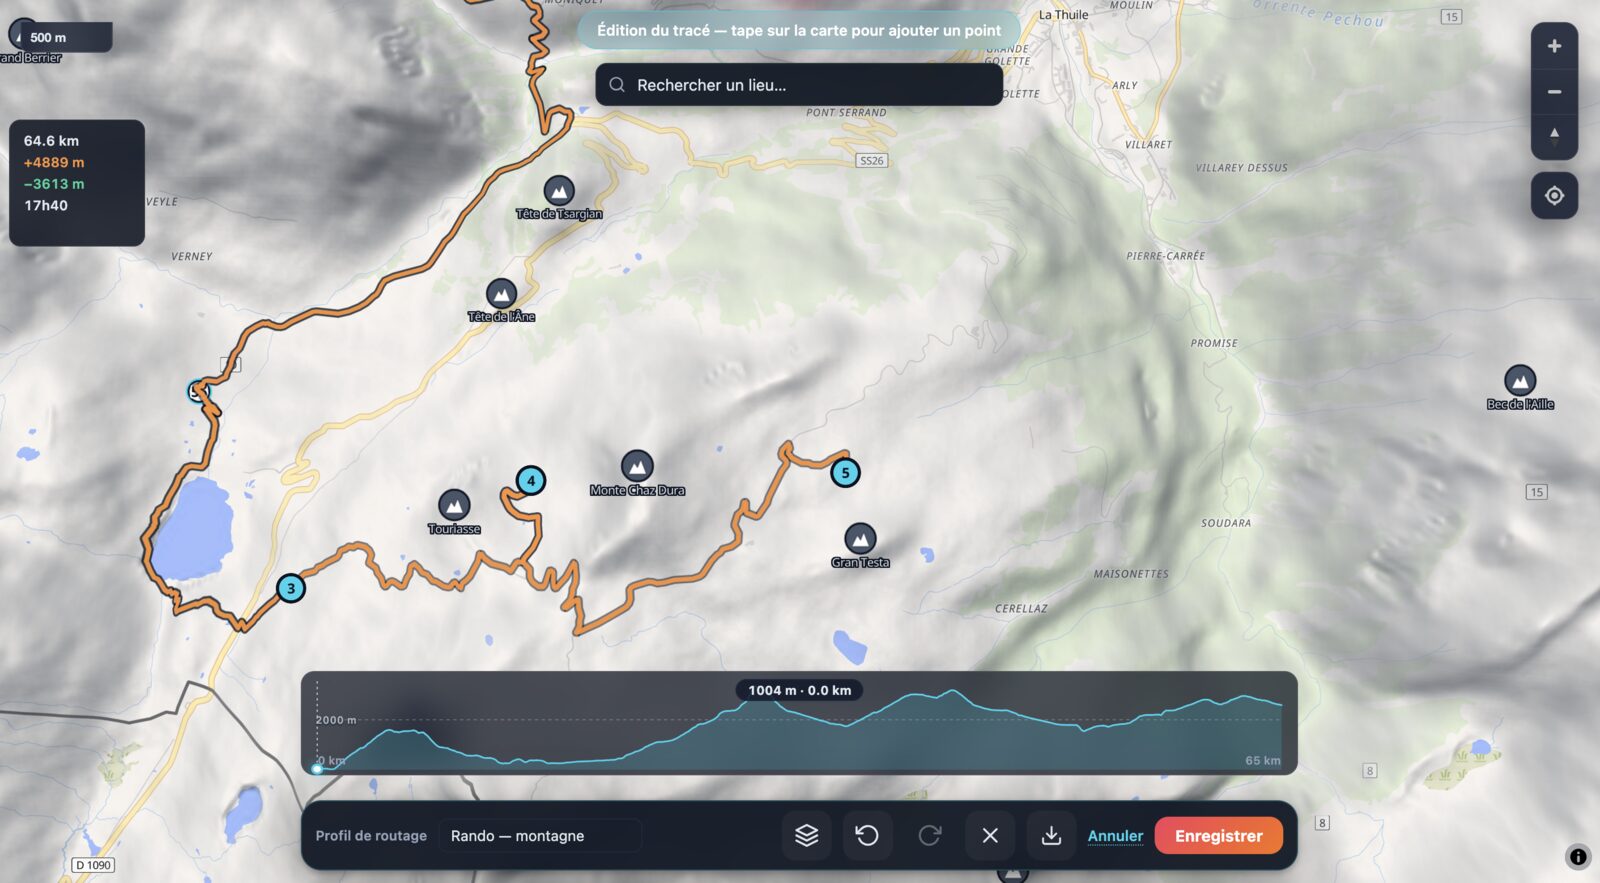 MONIQUET
MOULIN
La Thuile
Torrente Pechou
15
Édition du tracé — tape sur la carte pour ajouter un point
500 m
GRANDE
GOLETTE
Rechercher un lieu...
ARLY
PONT SERRAND
64.6 km
+4889 m
−3613 m
17h40
VILLARET
SS26
VILLAREY DESSUS
VEYLE
Tête de Tsargian
VERNEY
PIERRE-CARRÉE
Tête de l'Âne
PROMISE
Bec de l'Aille
4
5
Monte Chaz Dura
15
Touriasse
SOUDARA
Gran Testa
MAISONETTES
3
CERELLAZ
1004 m · 0.0 km
2000 m
0 km
65 km
8
8
Profil de routage
Rando — montagne
Annuler
Enregistrer
D 1090